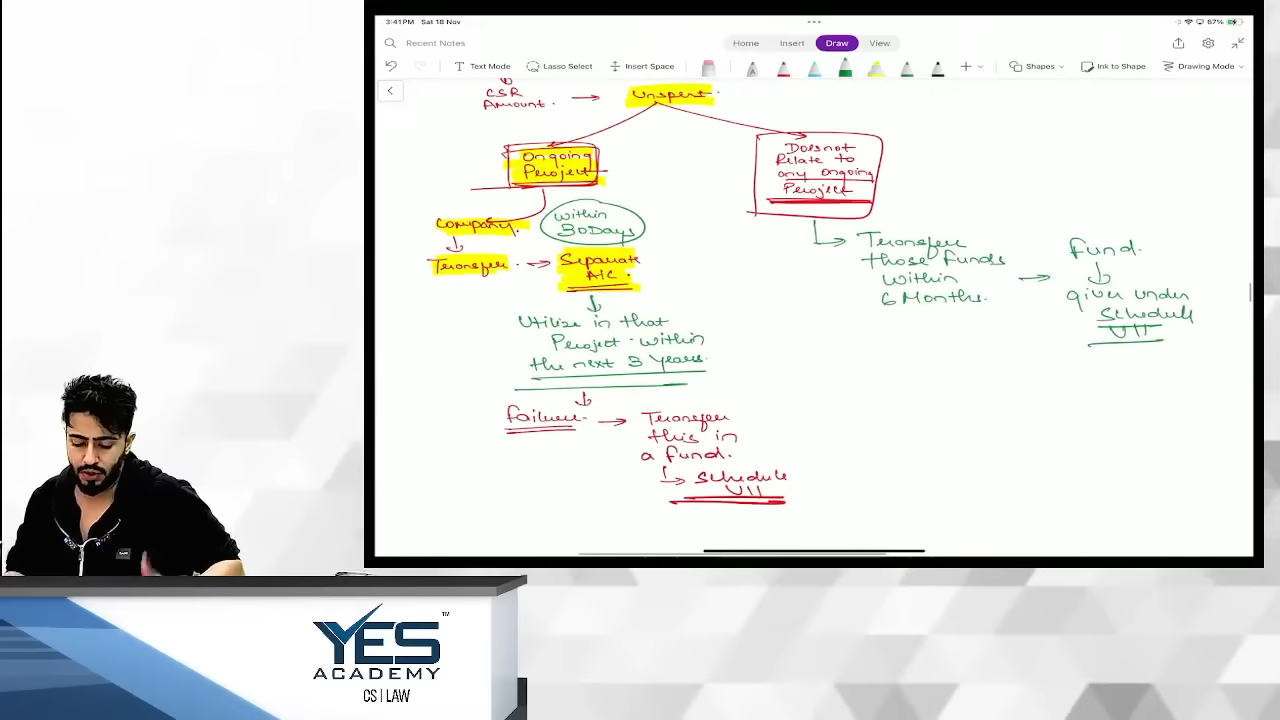 3:41PM Sat 18 Nov
67%
Recent Notes
Home Insert Draw View
Text Mode Lasso Select Insert Space Shapes Ink to Shape Drawing Mode
CSR
Amount. → Unspent.
Ongoing
Project
Does not
Relate to
any ongoing
Project
Company.
within
30 Days
Transfer → Separate
A/C.
Transfer
those funds
within
6 Months. →
Fund.
given under
Schedule
VII
Utilize in that
Project within
the next 3 Years.
Failure. → Transfer
this in
a fund.
Schedule
VII
YES
TM
ACADEMY
CS | LAW